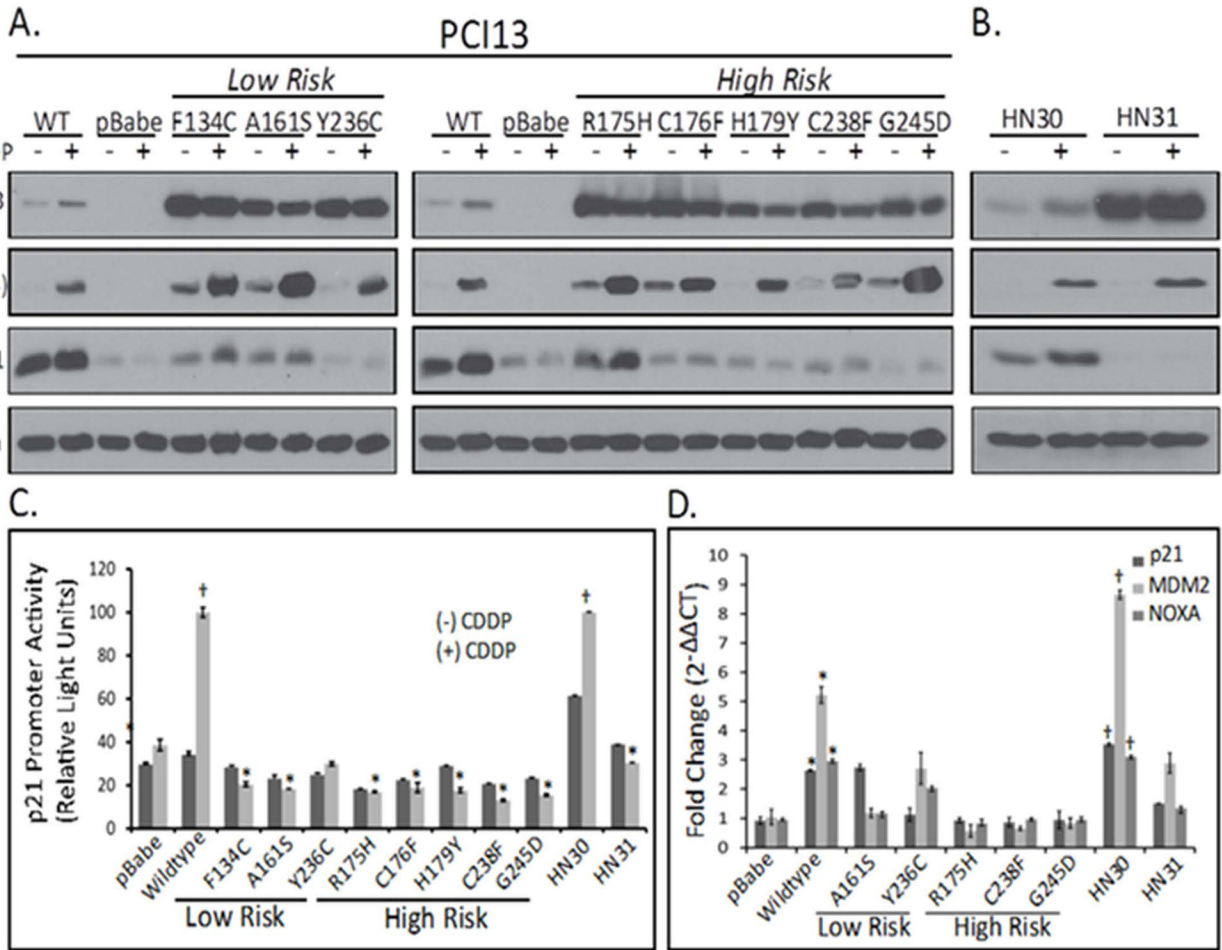 A.
PCI13
Low Risk
High Risk
WT pBabe F134C A161S Y236C
WT pBabe R175H C176F H179Y C238F G245D
- + - + - + - + - +
- + - + - + - + - + - + - +
B.
HN30 HN31
- + - +
C.
p21 Promoter Activity
(Relative Light Units)
120
100
80
60
40
20
0
*
†
*
*
*
*
*
*
*
†
*
(-) CDDP
(+) CDDP
pBabe
Wildtype
F134C
A161S
Y236C
R175H
C176F
H179Y
C238F
G245D
HN30
HN31
Low Risk
High Risk
D.
Fold Change (2-ΔΔCT)
10
9
8
7
6
5
4
3
2
1
0
*
*
*
†
†
†
p21
MDM2
NOXA
pBabe
Wildtype
A161S
Y236C
R175H
C238F
G245D
HN30
HN31
Low Risk
High Risk